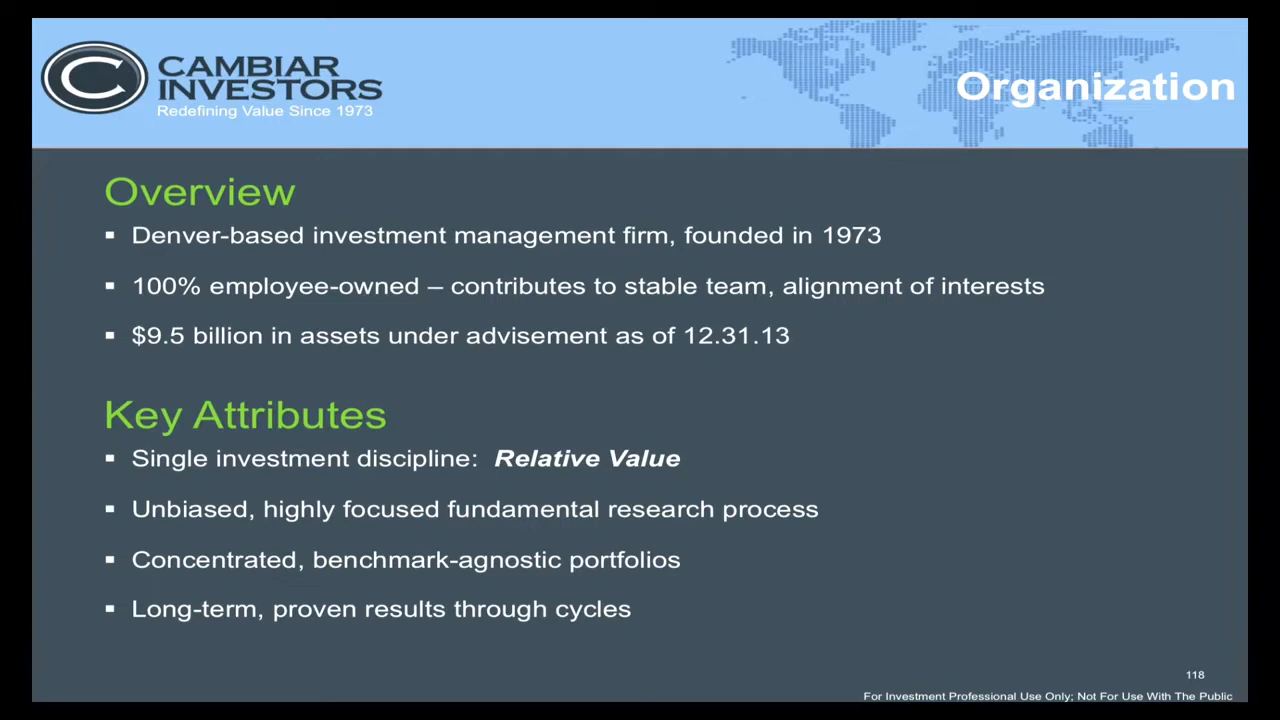 C
CAMBIAR
INVESTORS
Redefining Value Since 1973
Organization
Overview
▪ Denver-based investment management firm, founded in 1973
▪ 100% employee-owned – contributes to stable team, alignment of interests
▪ $9.5 billion in assets under advisement as of 12.31.13
Key Attributes
▪ Single investment discipline: Relative Value
▪ Unbiased, highly focused fundamental research process
▪ Concentrated, benchmark-agnostic portfolios
▪ Long-term, proven results through cycles
118
For Investment Professional Use Only; Not For Use With The Public